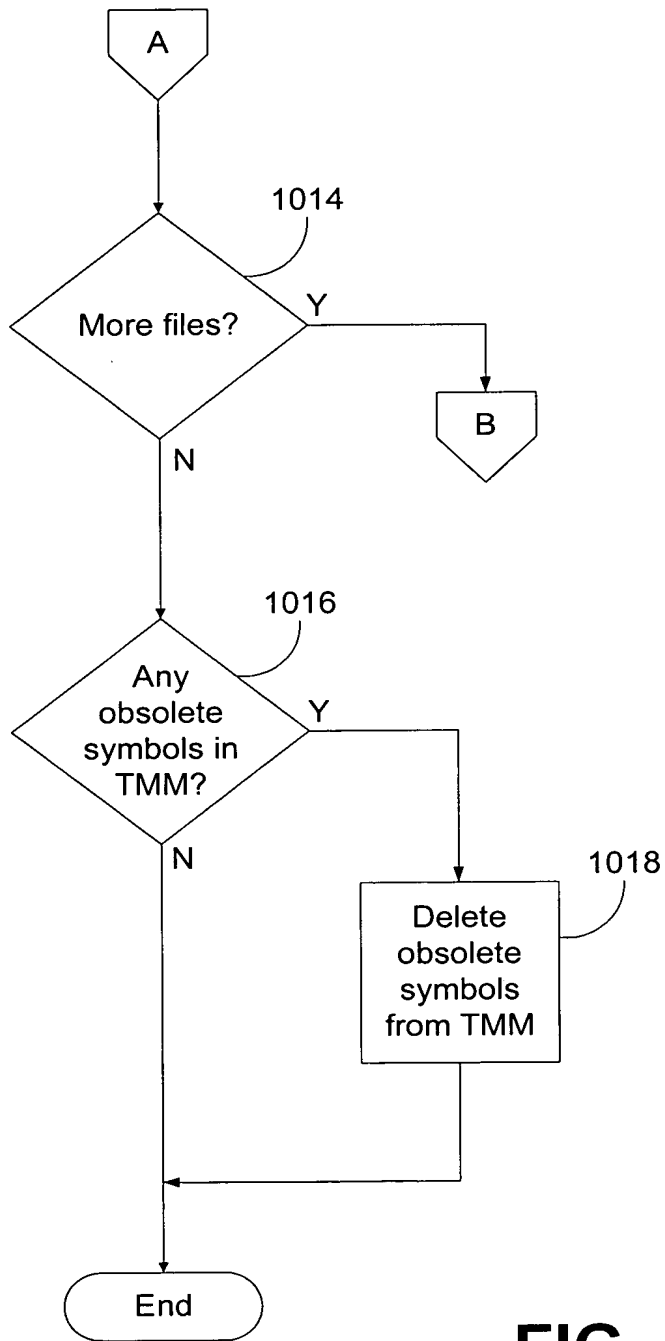 A
1014
More files?
Y
B
N
1016
Any
obsolete
symbols in
TMM?
Y
N
1018
Delete
obsolete
symbols
from TMM
End
FIG